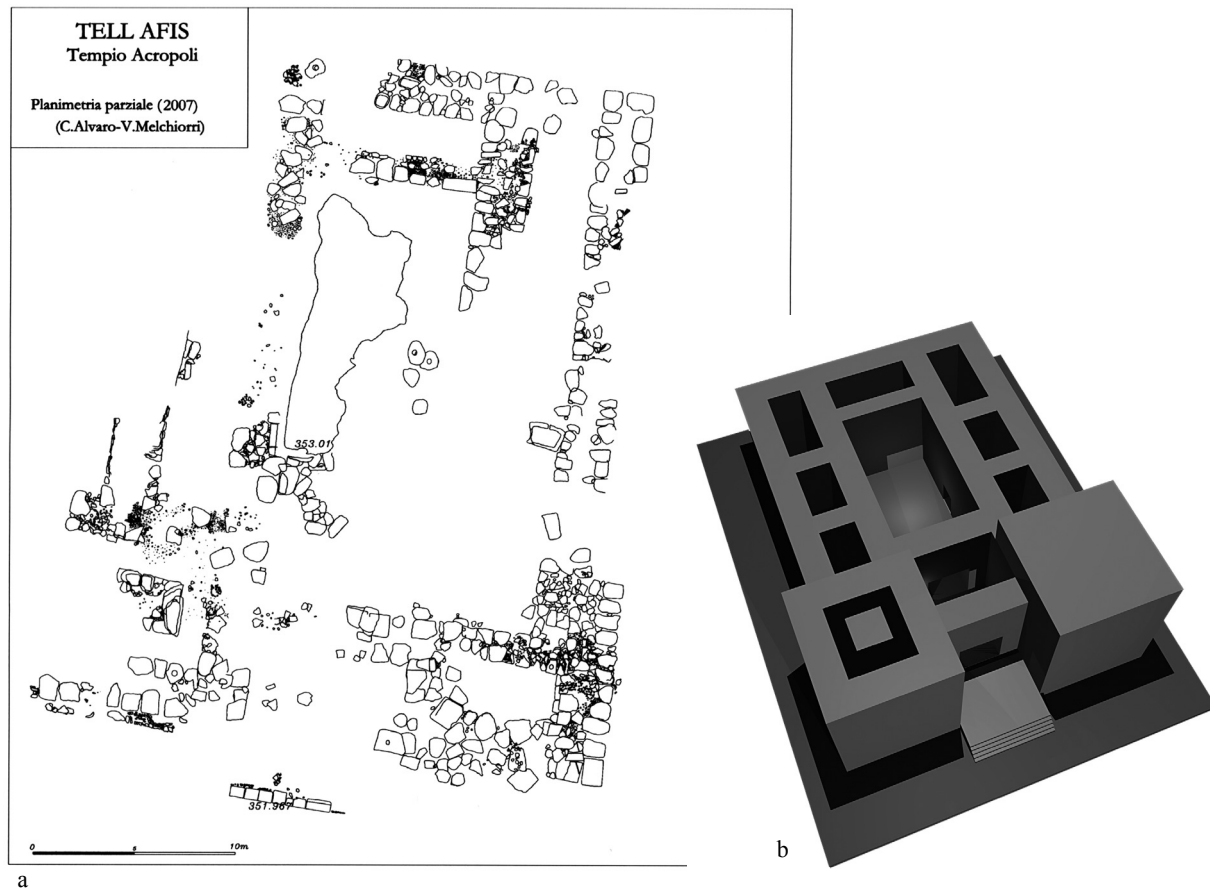 TELL AFIS
Tempio Acropoli
Planimetria parziale (2007)
(C.Alvaro-V.Melchiorri)
353.01
351.967
0 5 10m
a
b